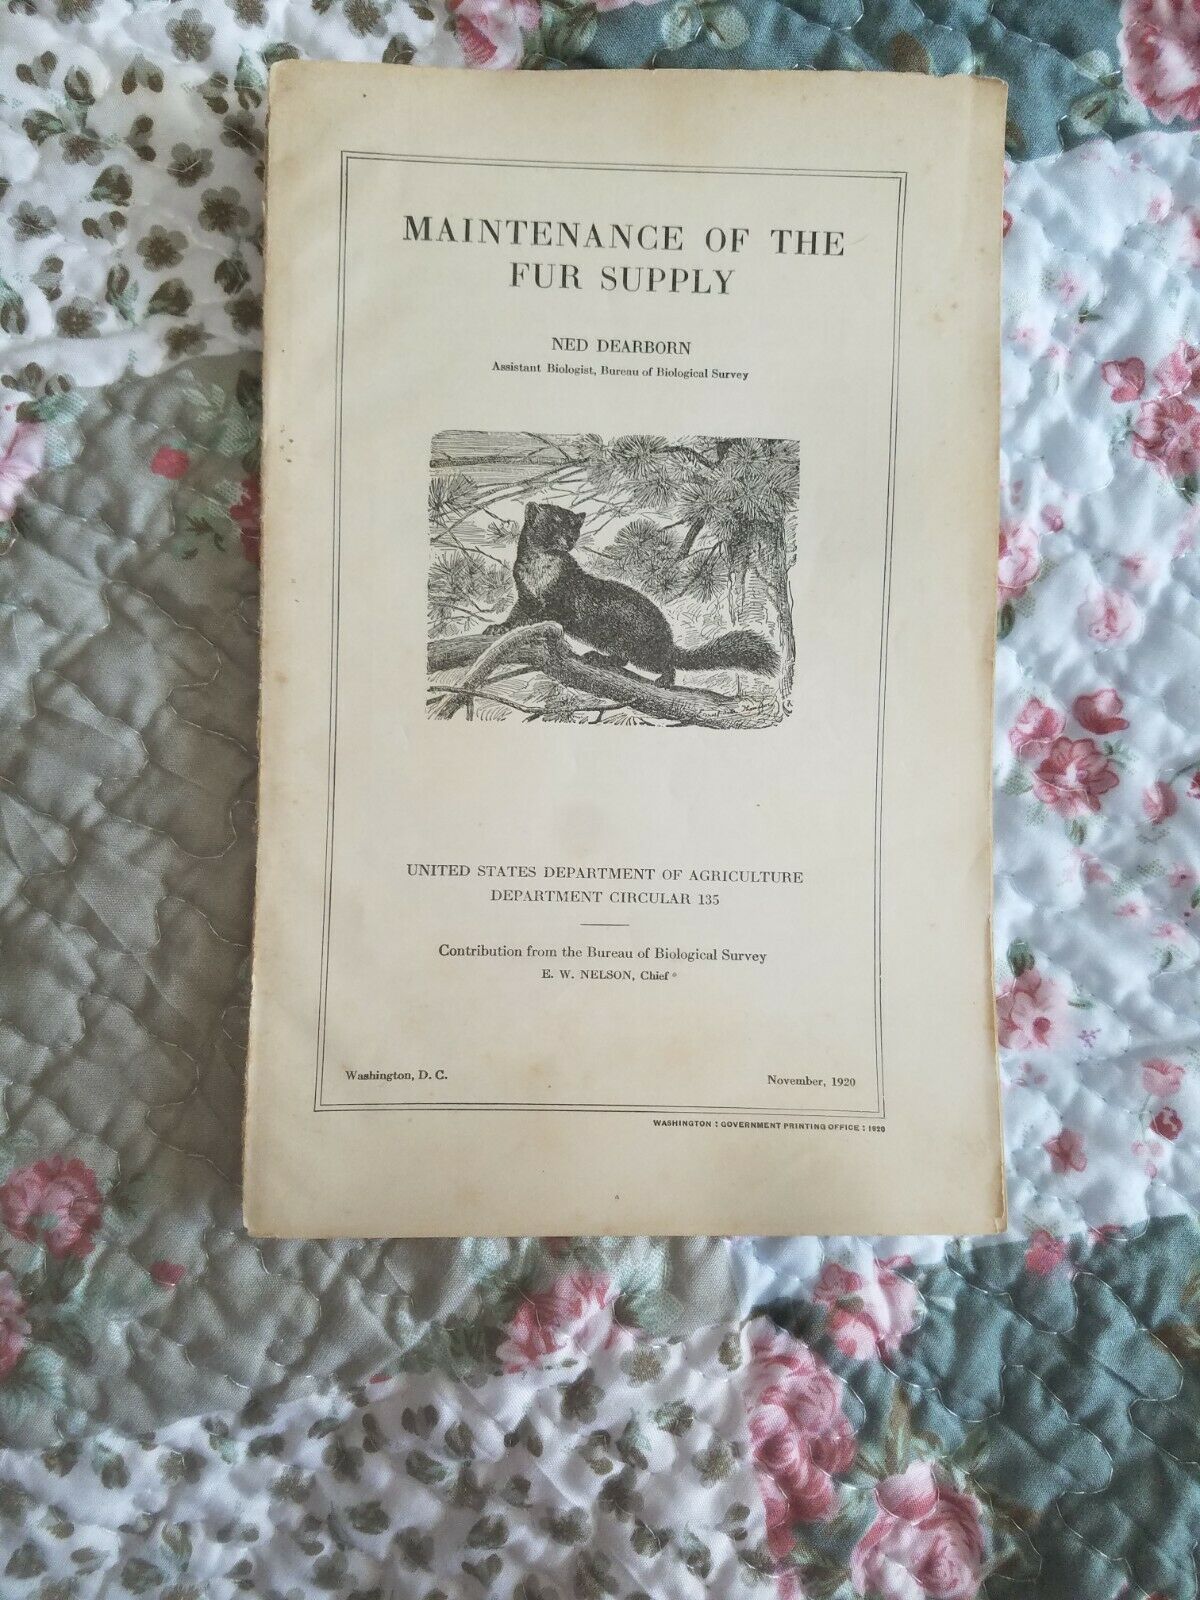 MAINTENANCE OF THE
FUR SUPPLY
NED DEARBORN
Assistant Biologist, Bureau of Biological Survey
UNITED STATES DEPARTMENT OF AGRICULTURE
DEPARTMENT CIRCULAR 135
Contribution from the Bureau of Biological Survey
E. W. NELSON, Chief
Washington, D. C.
November, 1920
WASHINGTON : GOVERNMENT PRINTING OFFICE : 1920